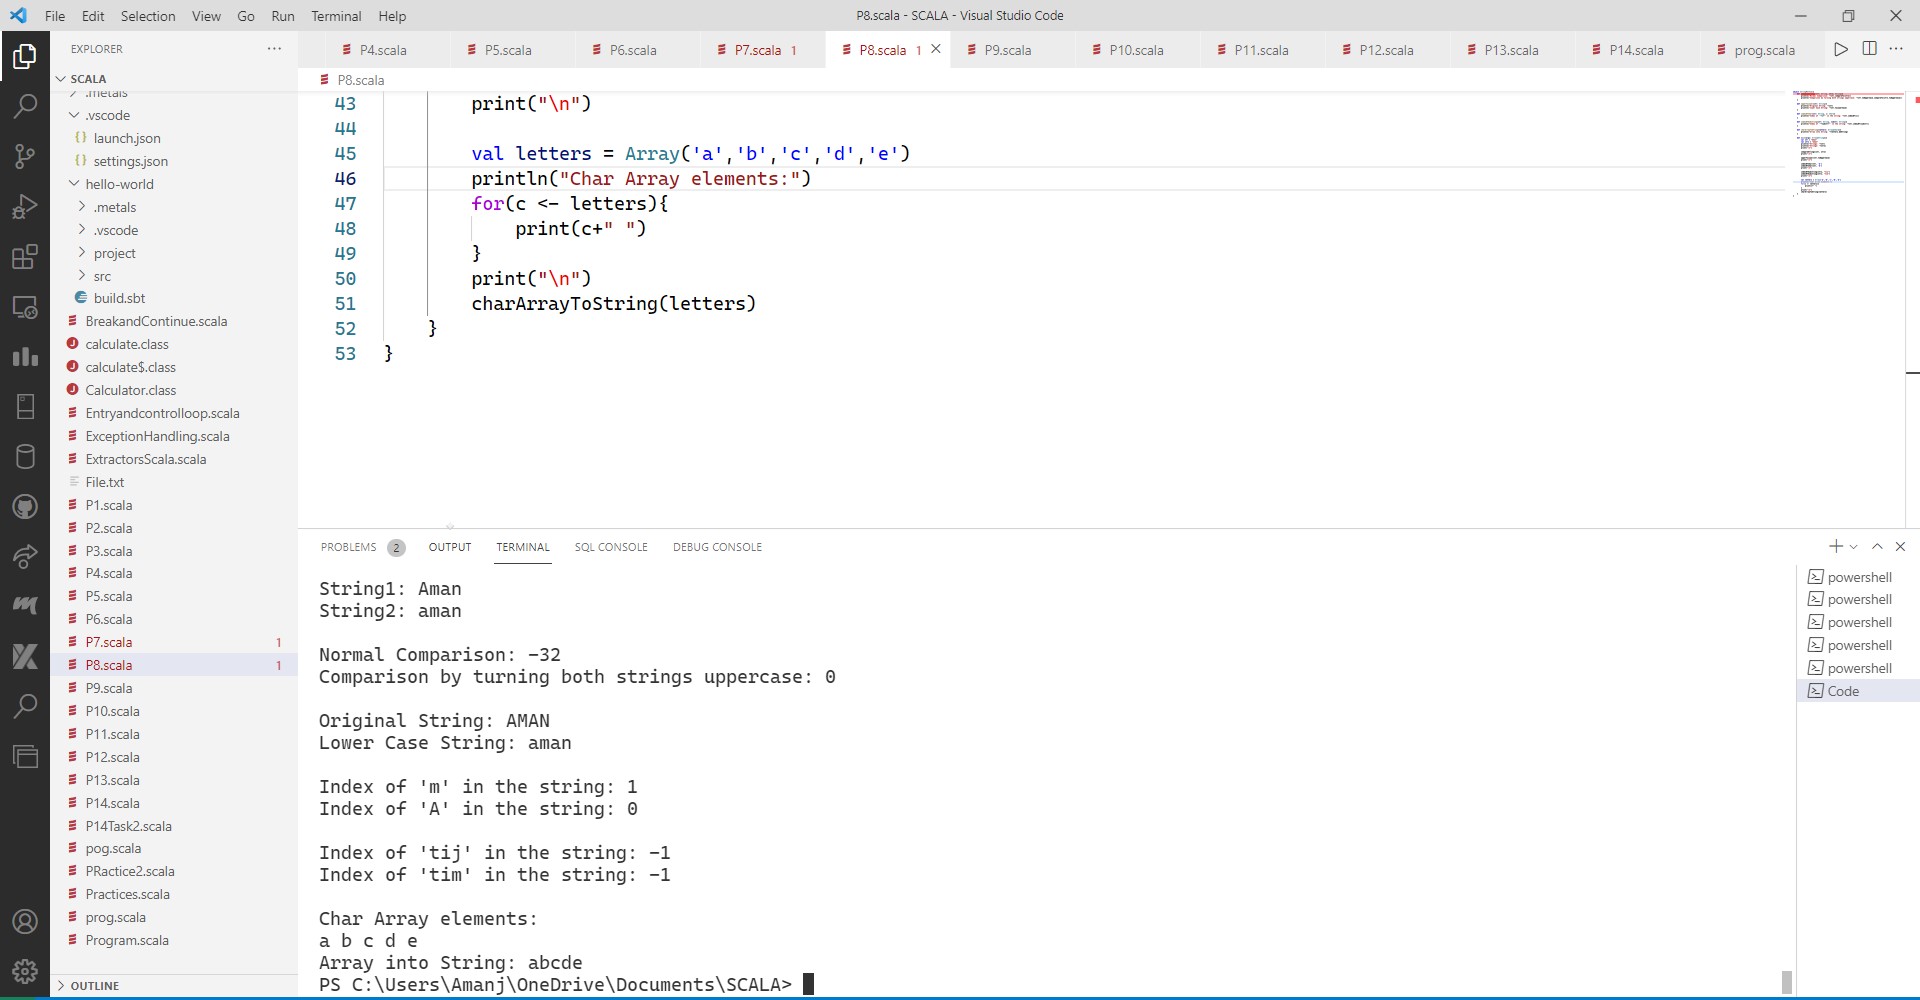 File Edit Selection View Go Run Terminal Help
P8.scala - SCALA - Visual Studio Code
EXPLORER
P4.scala P5.scala P6.scala P7.scala 1 P8.scala 1 P9.scala P10.scala P11.scala P12.scala P13.scala P14.scala prog.scala
SCALA
.metals
.vscode
launch.json
settings.json
hello-world
.metals
.vscode
project
src
build.sbt
BreakandContinue.scala
calculate.class
calculate$.class
Calculator.class
Entryandcontrolloop.scala
ExceptionHandling.scala
ExtractorsScala.scala
File.txt
P1.scala
P2.scala
P3.scala
P4.scala
P5.scala
P6.scala
P7.scala 1
P8.scala 1
P9.scala
P10.scala
P11.scala
P12.scala
P13.scala
P14.scala
P14Task2.scala
pog.scala
PRactice2.scala
Practices.scala
prog.scala
Program.scala
OUTLINE
P8.scala
43 print("\n")
44
45 val letters = Array('a','b','c','d','e')
46 println("Char Array elements:")
47 for(c <- letters){
48 print(c+" ")
49 }
50 print("\n")
51 charArrayToString(letters)
52 }
53 }
PROBLEMS 2 OUTPUT TERMINAL SQL CONSOLE DEBUG CONSOLE
String1: Aman
String2: aman
Normal Comparison: -32
Comparison by turning both strings uppercase: 0
Original String: AMAN
Lower Case String: aman
Index of 'm' in the string: 1
Index of 'A' in the string: 0
Index of 'tij' in the string: -1
Index of 'tim' in the string: -1
Char Array elements:
a b c d e
Array into String: abcde
PS C:\Users\Amanj\OneDrive\Documents\SCALA>
powershell
powershell
powershell
powershell
powershell
Code